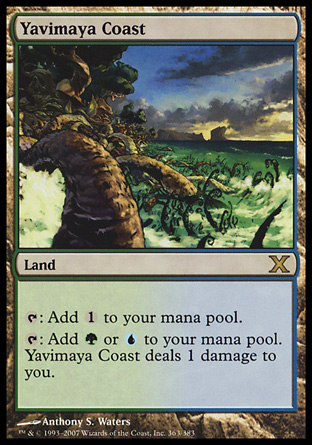 Yavimaya Coast
Land
X
: Add 1 to your mana pool.
: Add or to your mana pool.
Yavimaya Coast deals 1 damage to
you.
Anthony S. Waters
™ & © 1993-2007 Wizards of the Coast, Inc. 363/383